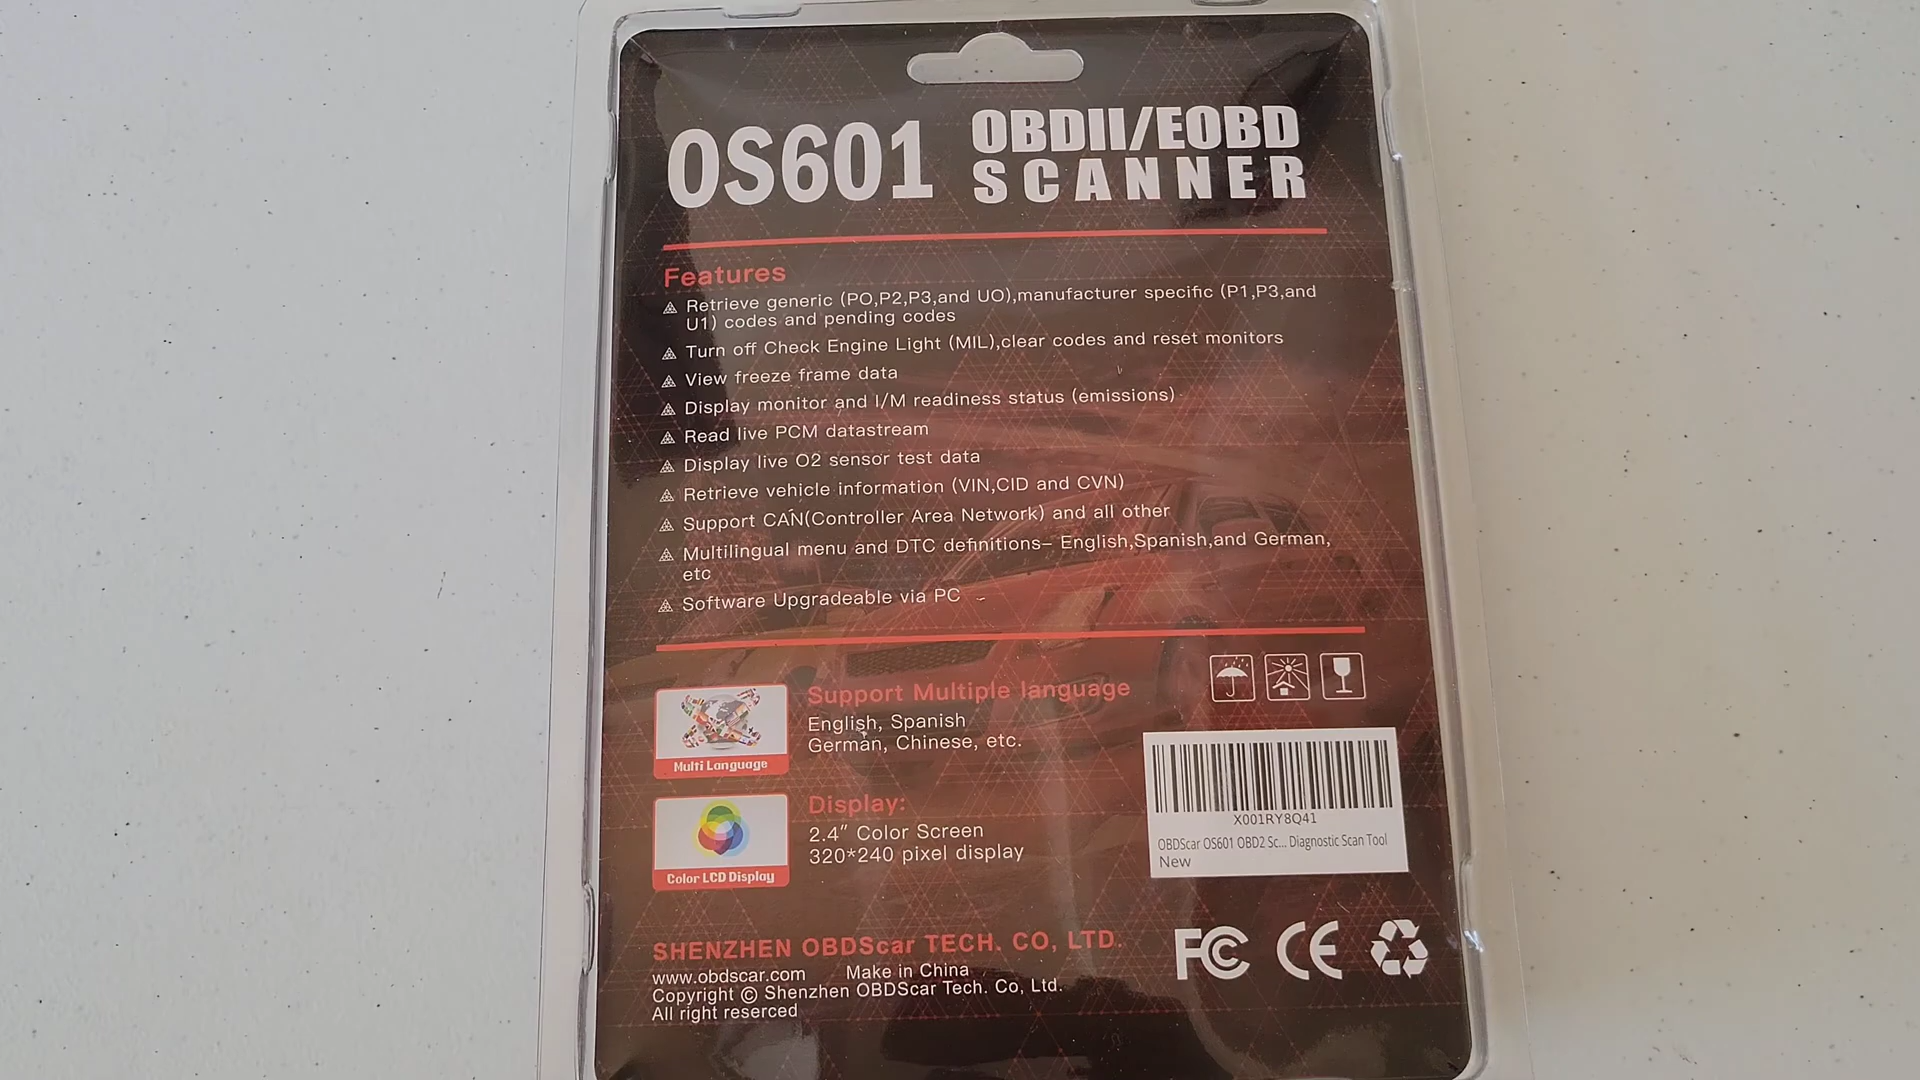 OS601 OBDII/EOBD
SCANNER
Features
Retrieve generic (PO,P2,P3,and UO),manufacturer specific (P1,P3,and
U1) codes and pending codes
Turn off Check Engine Light (MIL),clear codes and reset monitors
View freeze frame data
Display monitor and I/M readiness status (emissions)
Read live PCM datastream
Display live O2 sensor test data
Retrieve vehicle information (VIN,CID and CVN)
Support CAN(Controller Area Network) and all other
Multilingual menu and DTC definitions– English,Spanish,and German,
etc
Software Upgradeable via PC
Multi Language
Support Multiple language
English, Spanish
German, Chinese, etc.
Color LCD Display
Display:
2.4" Color Screen
320*240 pixel display
X001RY8Q41
OBDScar OS601 OBD2 Sc... Diagnostic Scan Tool
New
SHENZHEN OBDScar TECH. CO, LTD.
www.obdscar.com Make in China
Copyright © Shenzhen OBDScar Tech. Co, Ltd.
All right reserced
FC CE